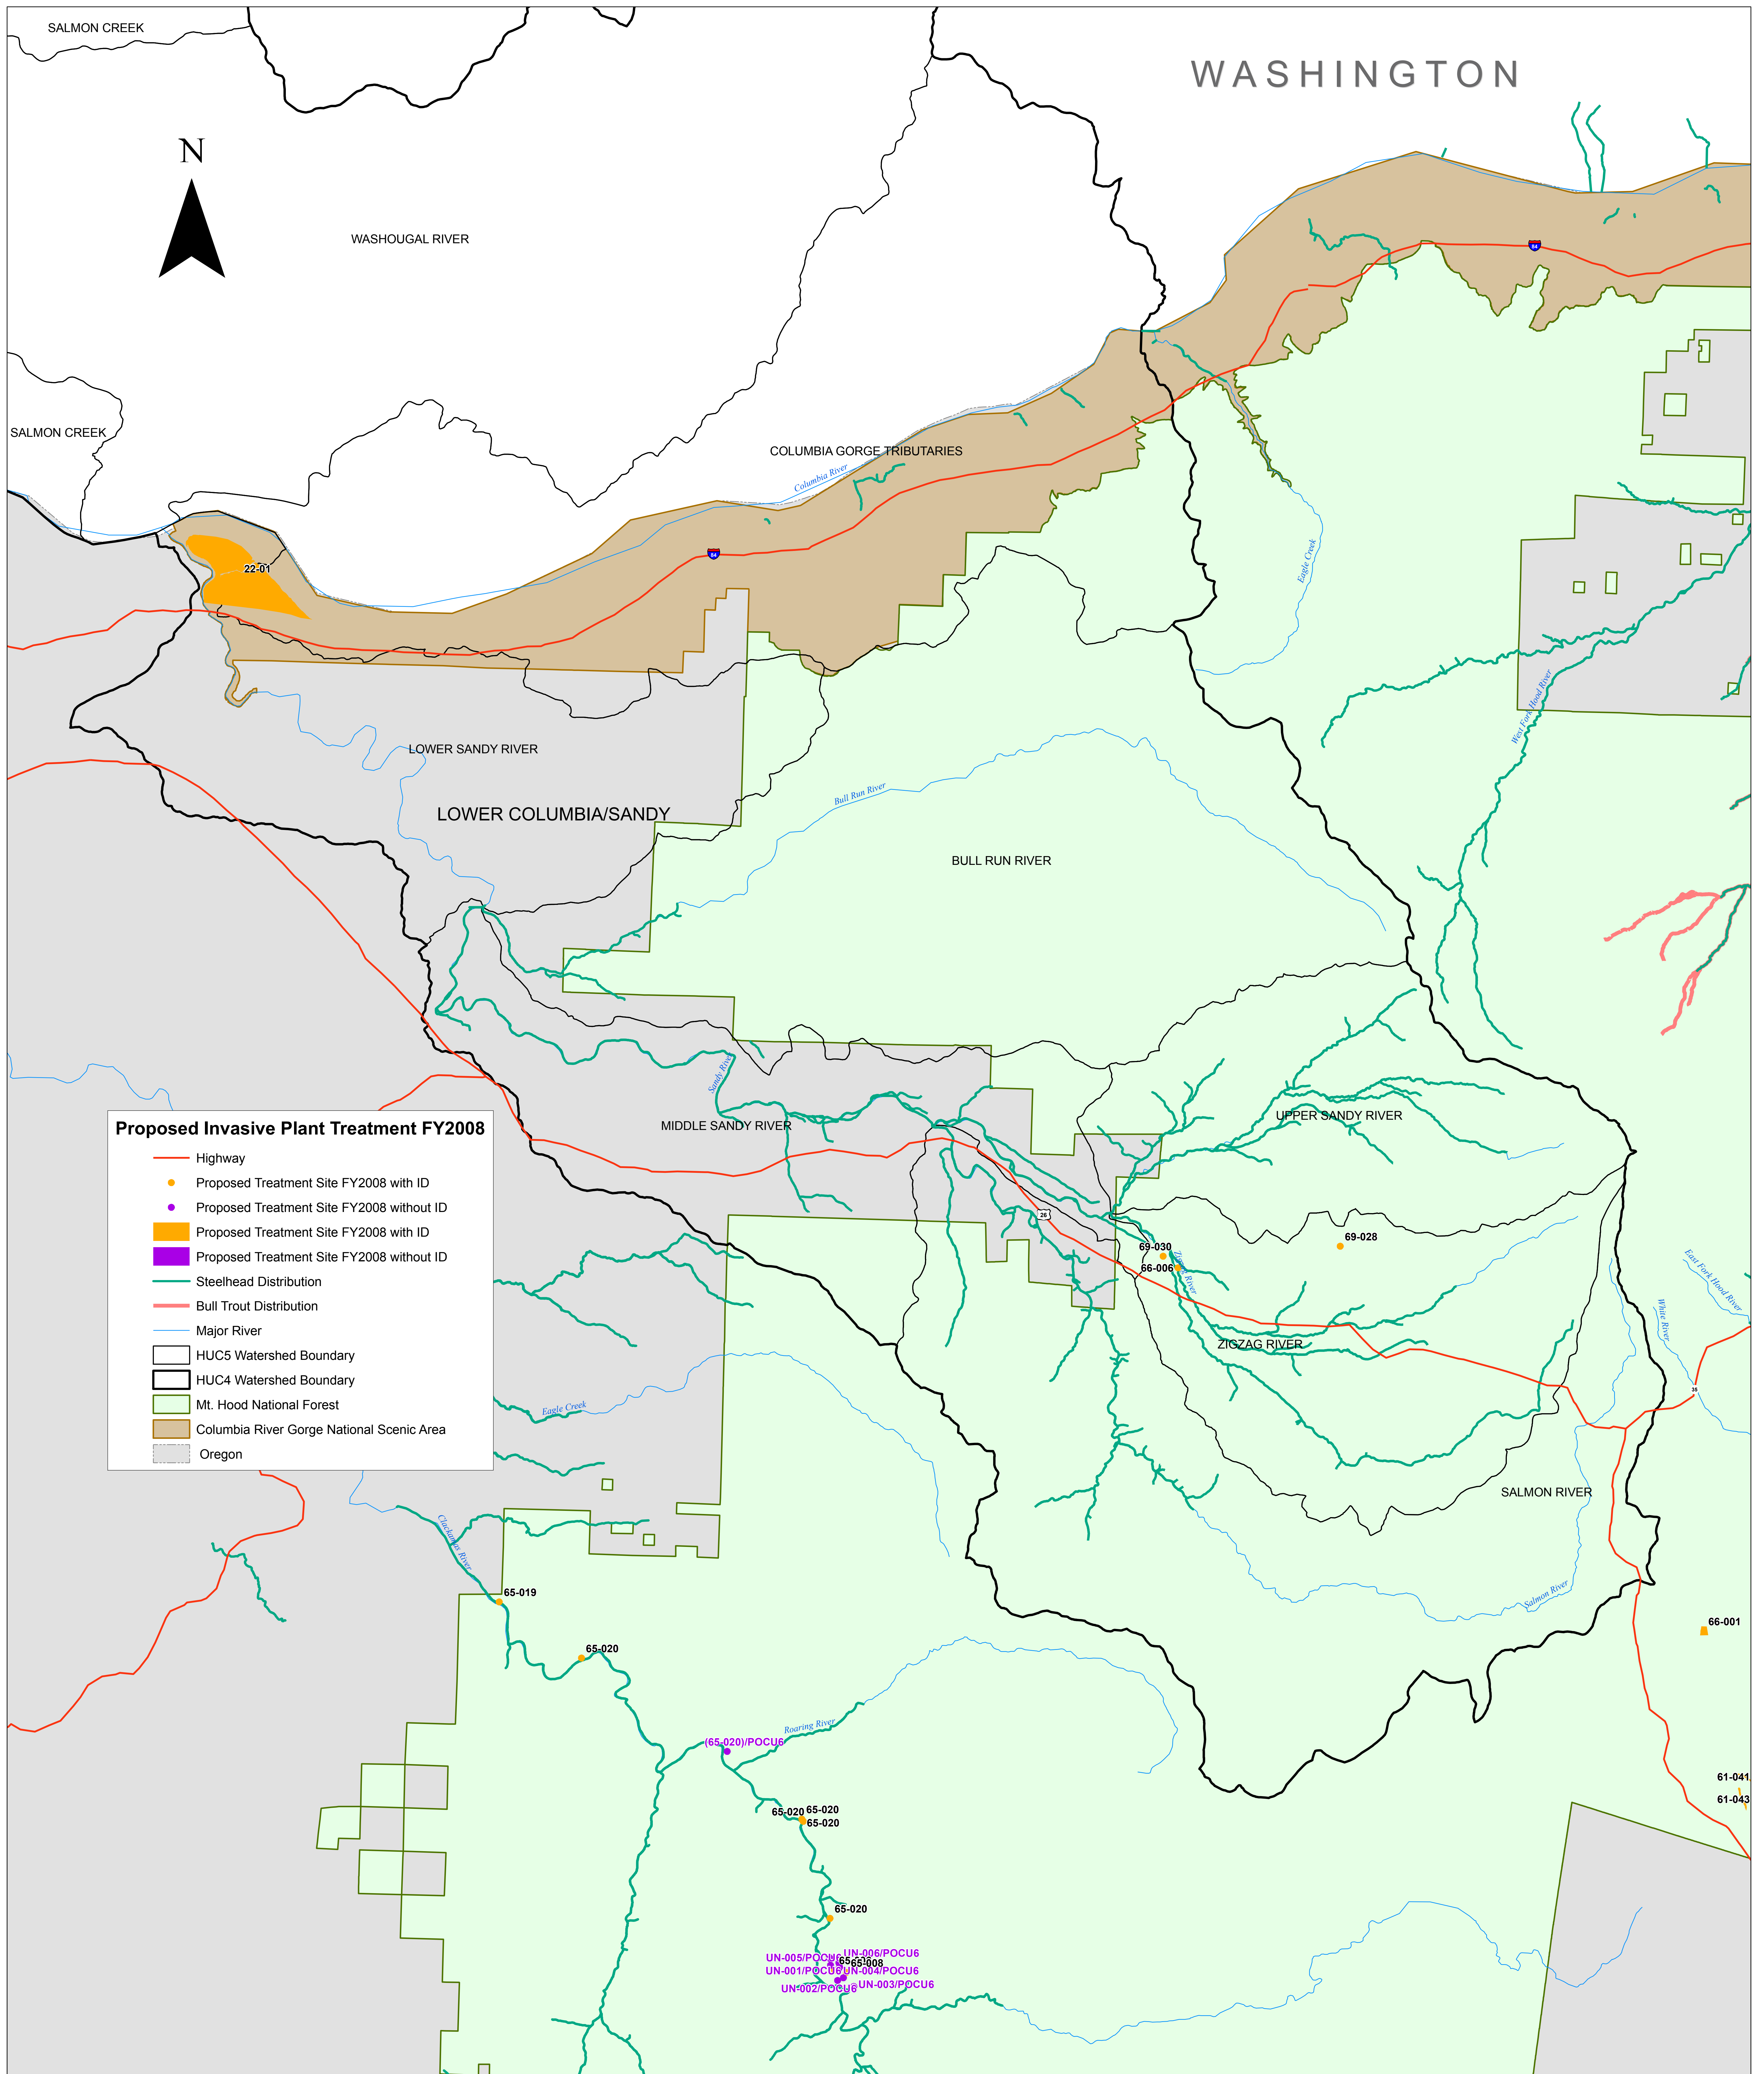 SALMON CREEK
WASHINGTON
N
WASHOUGAL RIVER
84
SALMON CREEK
COLUMBIA GORGE TRIBUTARIES
Columbia River
84
22-01
Eagle Creek
West Fork Hood River
LOWER SANDY RIVER
Bull Run River
LOWER COLUMBIA/SANDY
BULL RUN RIVER
Sandy River
UPPER SANDY RIVER
MIDDLE SANDY RIVER
Proposed Invasive Plant Treatment FY2008
Highway
Proposed Treatment Site FY2008 with ID
Proposed Treatment Site FY2008 without ID
Proposed Treatment Site FY2008 with ID
Proposed Treatment Site FY2008 without ID
Steelhead Distribution
Bull Trout Distribution
Major River
HUC5 Watershed Boundary
HUC4 Watershed Boundary
Mt. Hood National Forest
Columbia River Gorge National Scenic Area
Oregon
26
69-028
69-030
66-006
Zigzag River
East Fork Hood River
White River
ZIGZAG RIVER
35
Eagle Creek
SALMON RIVER
Clackamas River
Salmon River
65-019
66-001
65-020
Roaring River
(65-020)/POCU6
61-041
61-043
65-020
65-020
65-020
65-020
UN-006/POCU6
UN-005/POCU6
65-008
UN-001/POCU6
UN-004/POCU6
UN-003/POCU6
UN-002/POCU6